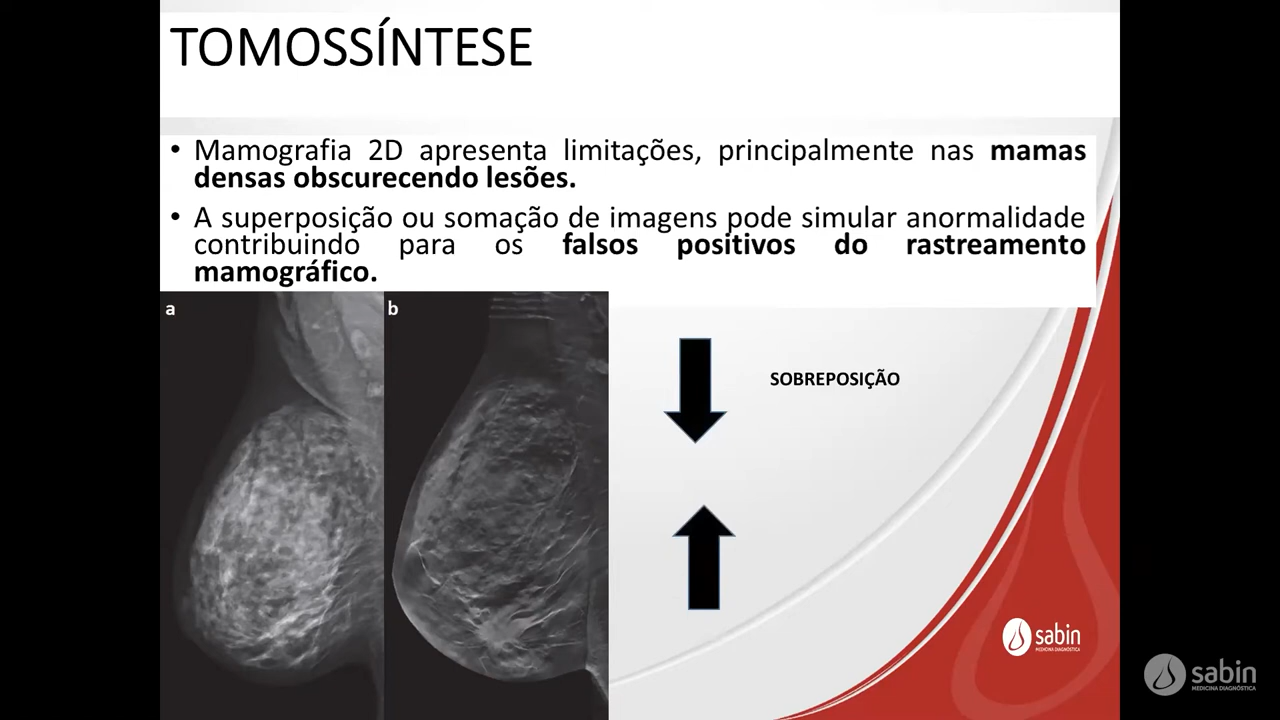 TOMOSSÍNTESE
• Mamografia 2D apresenta limitações, principalmente nas mamas
densas obscurecendo lesões.
• A superposição ou somação de imagens pode simular anormalidade
contribuindo para os falsos positivos do rastreamento
mamográfico.
a
b
SOBREPOSIÇÃO
sabin
MEDICINA DIAGNÓSTICA
sabin
MEDICINA DIAGNÓSTICA